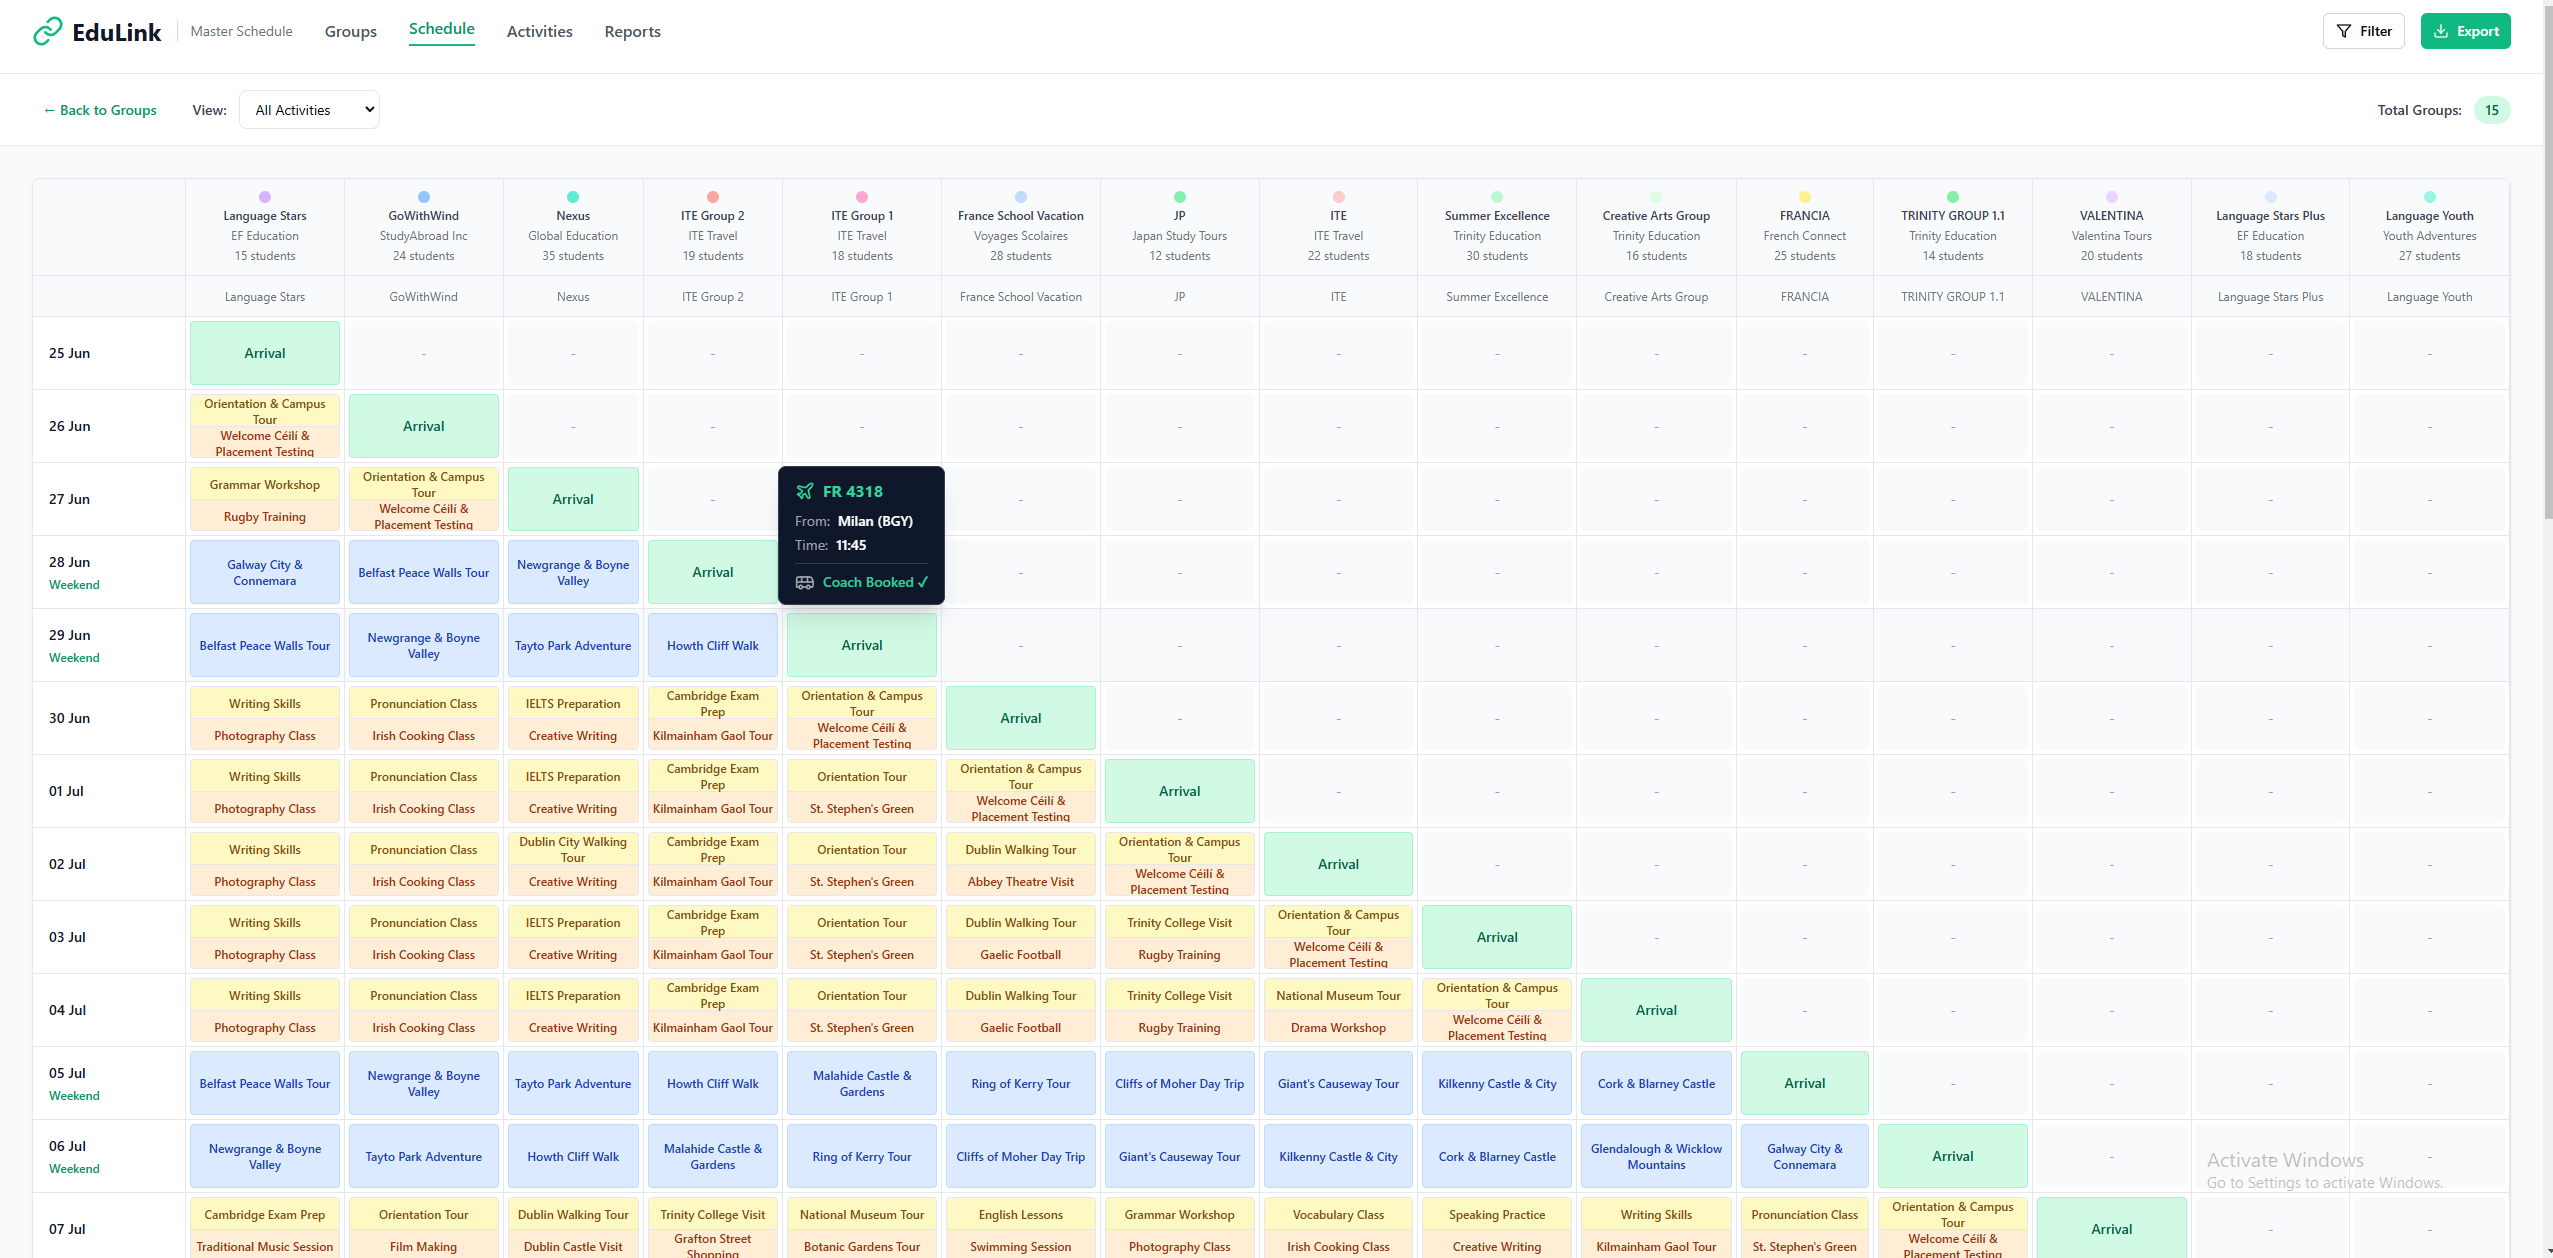 EduLink
Master Schedule
Groups
Schedule
Activities
Reports
Filter
Export
← Back to Groups
View:
All Activities
Total Groups:
15
Language Stars
EF Education
15 students
GoWithWind
StudyAbroad Inc
24 students
Nexus
Global Education
35 students
ITE Group 2
ITE Travel
19 students
ITE Group 1
ITE Travel
18 students
France School Vacation
Voyages Scolaires
28 students
JP
Japan Study Tours
12 students
ITE
ITE Travel
22 students
Summer Excellence
Trinity Education
30 students
Creative Arts Group
Trinity Education
16 students
FRANCIA
French Connect
25 students
TRINITY GROUP 1.1
Trinity Education
14 students
VALENTINA
Valentina Tours
20 students
Language Stars Plus
EF Education
18 students
Language Youth
Youth Adventures
27 students
Language Stars
GoWithWind
Nexus
ITE Group 2
ITE Group 1
France School Vacation
JP
ITE
Summer Excellence
Creative Arts Group
FRANCIA
TRINITY GROUP 1.1
VALENTINA
Language Stars Plus
Language Youth
25 Jun
Arrival
- - - - - - - - - - - - - -
26 Jun
Orientation & Campus
Tour
Welcome Céilí &
Placement Testing
Arrival
- - - - - - - - - - - - -
27 Jun
Grammar Workshop
Rugby Training
Orientation & Campus
Tour
Welcome Céilí &
Placement Testing
Arrival
- - - - - - - - - - -
FR 4318
From: Milan (BGY)
Time: 11:45
Coach Booked ✓
28 Jun
Weekend
Galway City &
Connemara
Belfast Peace Walls Tour
Newgrange & Boyne
Valley
Arrival
- - - - - - - - - -
29 Jun
Weekend
Belfast Peace Walls Tour
Newgrange & Boyne
Valley
Tayto Park Adventure
Howth Cliff Walk
Arrival
- - - - - - - - - -
30 Jun
Writing Skills
Photography Class
Pronunciation Class
Irish Cooking Class
IELTS Preparation
Creative Writing
Cambridge Exam
Prep
Kilmainham Gaol Tour
Orientation & Campus
Tour
Welcome Céilí &
Placement Testing
Arrival
- - - - - - - - -
01 Jul
Writing Skills
Photography Class
Pronunciation Class
Irish Cooking Class
IELTS Preparation
Creative Writing
Cambridge Exam
Prep
Kilmainham Gaol Tour
Orientation Tour
St. Stephen's Green
Orientation & Campus
Tour
Welcome Céilí &
Placement Testing
Arrival
- - - - - - - -
02 Jul
Writing Skills
Photography Class
Pronunciation Class
Irish Cooking Class
Dublin City Walking
Tour
Creative Writing
Cambridge Exam
Prep
Kilmainham Gaol Tour
Orientation Tour
St. Stephen's Green
Dublin Walking Tour
Abbey Theatre Visit
Orientation & Campus
Tour
Welcome Céilí &
Placement Testing
Arrival
- - - - - - -
03 Jul
Writing Skills
Photography Class
Pronunciation Class
Irish Cooking Class
IELTS Preparation
Creative Writing
Cambridge Exam
Prep
Kilmainham Gaol Tour
Orientation Tour
St. Stephen's Green
Dublin Walking Tour
Gaelic Football
Trinity College Visit
Rugby Training
Orientation & Campus
Tour
Welcome Céilí &
Placement Testing
Arrival
- - - - - -
04 Jul
Writing Skills
Photography Class
Pronunciation Class
Irish Cooking Class
IELTS Preparation
Creative Writing
Cambridge Exam
Prep
Kilmainham Gaol Tour
Orientation Tour
St. Stephen's Green
Dublin Walking Tour
Gaelic Football
Trinity College Visit
Rugby Training
National Museum Tour
Drama Workshop
Orientation & Campus
Tour
Welcome Céilí &
Placement Testing
Arrival
- - - - -
05 Jul
Weekend
Belfast Peace Walls Tour
Newgrange & Boyne
Valley
Tayto Park Adventure
Howth Cliff Walk
Malahide Castle &
Gardens
Ring of Kerry Tour
Cliffs of Moher Day Trip
Giant's Causeway Tour
Kilkenny Castle & City
Cork & Blarney Castle
Arrival
- - - -
06 Jul
Weekend
Newgrange & Boyne
Valley
Tayto Park Adventure
Howth Cliff Walk
Malahide Castle &
Gardens
Ring of Kerry Tour
Cliffs of Moher Day Trip
Giant's Causeway Tour
Kilkenny Castle & City
Cork & Blarney Castle
Glendalough & Wicklow
Mountains
Galway City &
Connemara
Arrival
- - -
Activate Windows
Go to Settings to activate Windows.
07 Jul
Cambridge Exam Prep
Traditional Music Session
Orientation Tour
Film Making
Dublin Walking Tour
Dublin Castle Visit
Trinity College Visit
Grafton Street
Shopping
National Museum Tour
Botanic Gardens Tour
English Lessons
Swimming Session
Grammar Workshop
Photography Class
Vocabulary Class
Irish Cooking Class
Speaking Practice
Creative Writing
Writing Skills
Kilmainham Gaol Tour
Pronunciation Class
St. Stephen's Green
Orientation & Campus
Tour
Welcome Céilí &
Placement Testing
Arrival
- -